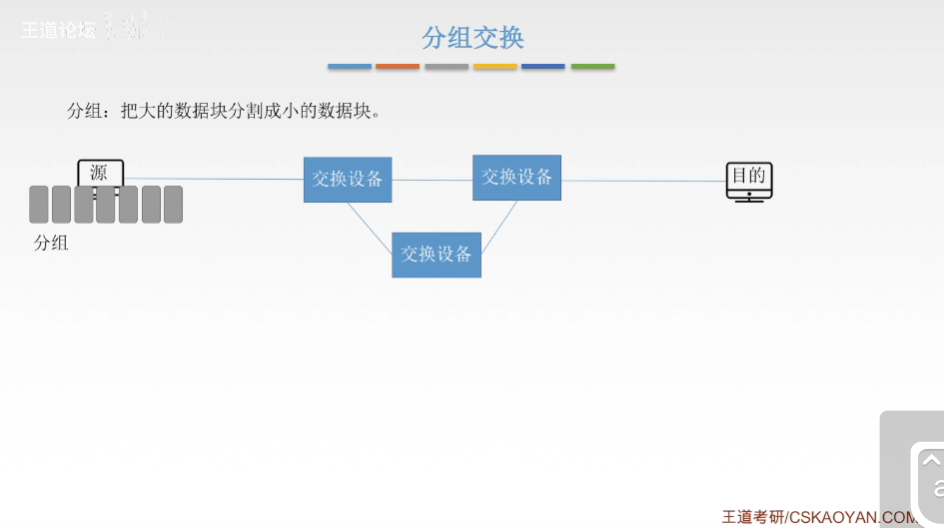 王道论坛
分组交换
分组：把大的数据块分割成小的数据块。
源
交换设备
交换设备
目的
分组
交换设备
王道考研/CSKAOYAN.COM
a